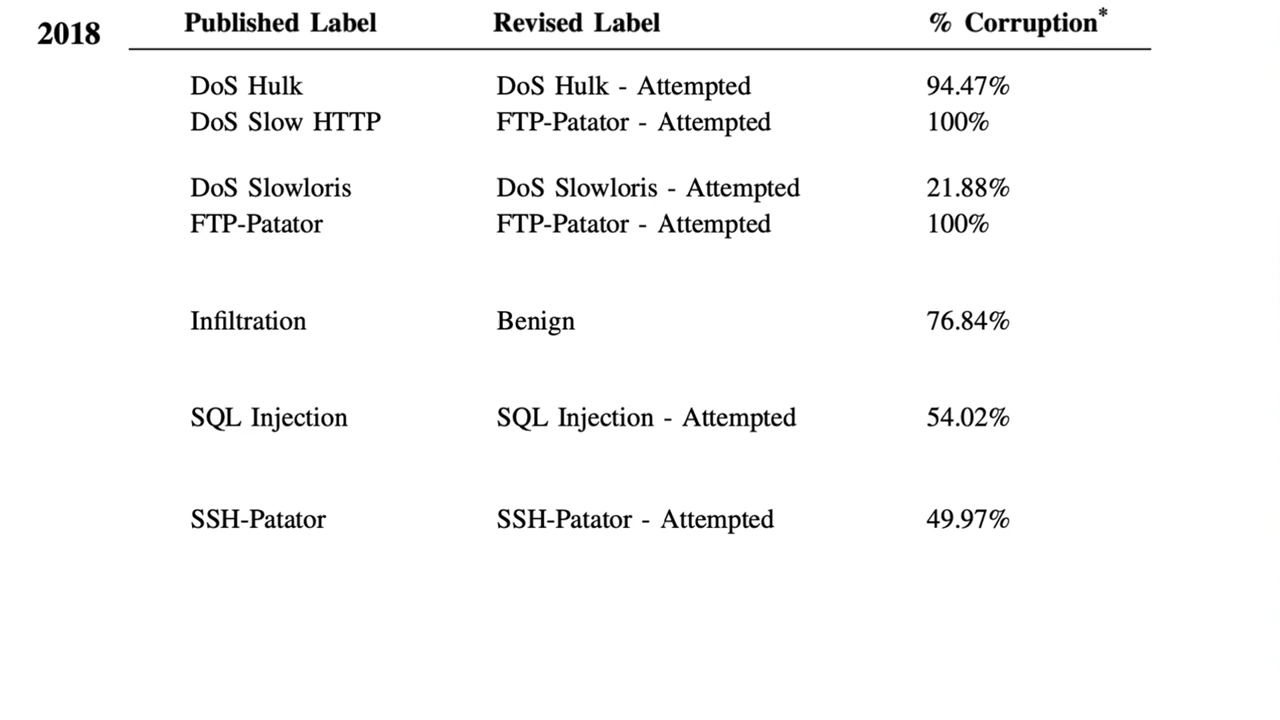 2018 Published Label Revised Label % Corruption*
DoS Hulk DoS Hulk - Attempted 94.47%
DoS Slow HTTP FTP-Patator - Attempted 100%
DoS Slowloris DoS Slowloris - Attempted 21.88%
FTP-Patator FTP-Patator - Attempted 100%
Infiltration Benign 76.84%
SQL Injection SQL Injection - Attempted 54.02%
SSH-Patator SSH-Patator - Attempted 49.97%